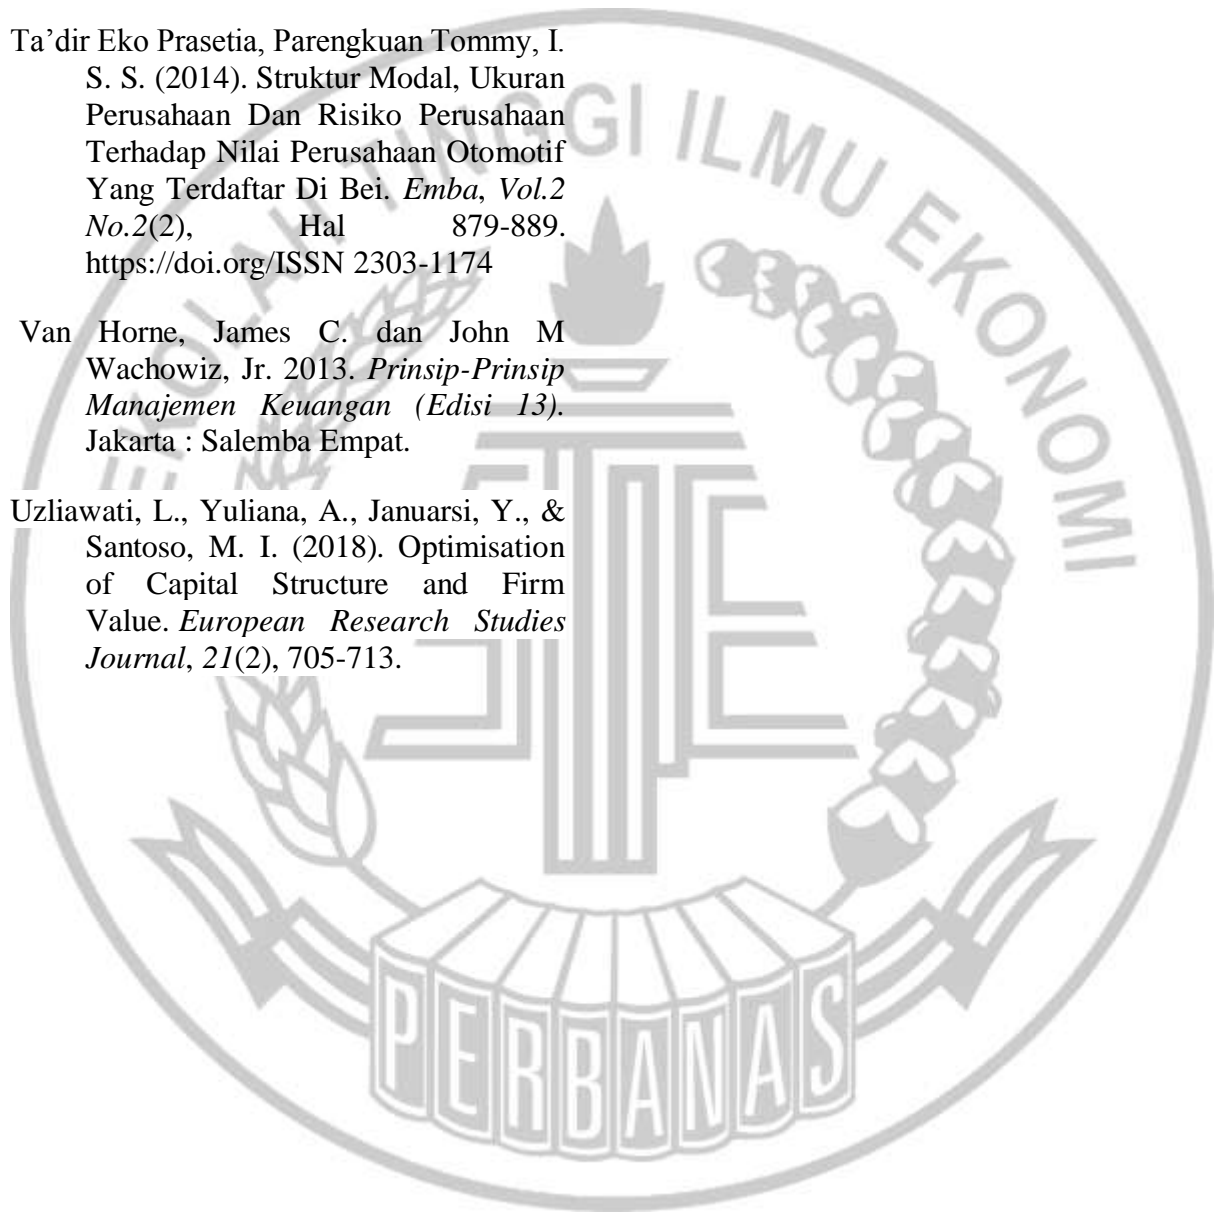 Ta’dir Eko Prasetia, Parengkuan Tommy, I.
S. S. (2014). Struktur Modal, Ukuran
Perusahaan Dan Risiko Perusahaan
Terhadap Nilai Perusahaan Otomotif
Yang Terdaftar Di Bei. Emba, Vol.2
No.2(2), Hal 879-889.
https://doi.org/ISSN 2303-1174
Van Horne, James C. dan John M
Wachowiz, Jr. 2013. Prinsip-Prinsip
Manajemen Keuangan (Edisi 13).
Jakarta : Salemba Empat.
Uzliawati, L., Yuliana, A., Januarsi, Y., &
Santoso, M. I. (2018). Optimisation
of Capital Structure and Firm
Value. European Research Studies
Journal, 21(2), 705-713.
EKOLAH TINGGI ILMU EKONOMI
PERBANAS